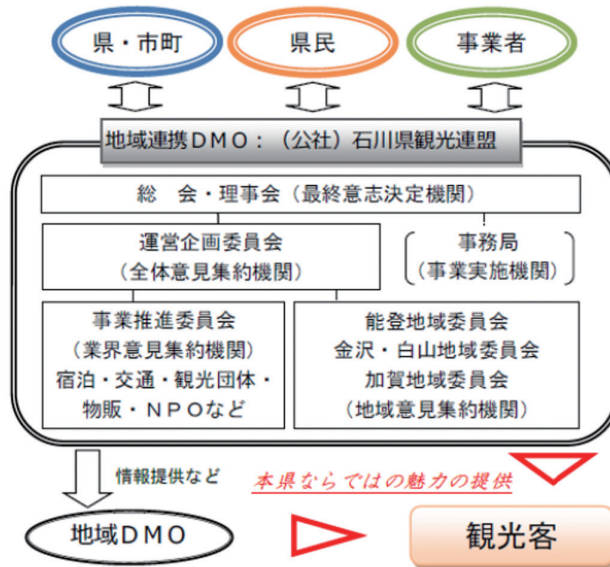 県・市町
県民
事業者
地域連携DMO:(公社)石川県観光連盟
総 会・理事会(最終意志決定機関)
運営企画委員会
(全体意見集約機関)
事務局
(事業実施機関)
事業推進委員会
(業界意見集約機関)
宿泊・交通・観光団体・
物販・NPOなど
能登地域委員会
金沢・白山地域委員会
加賀地域委員会
(地域意見集約機関)
情報提供など
本県ならではの魅力の提供
地域DMO
観光客